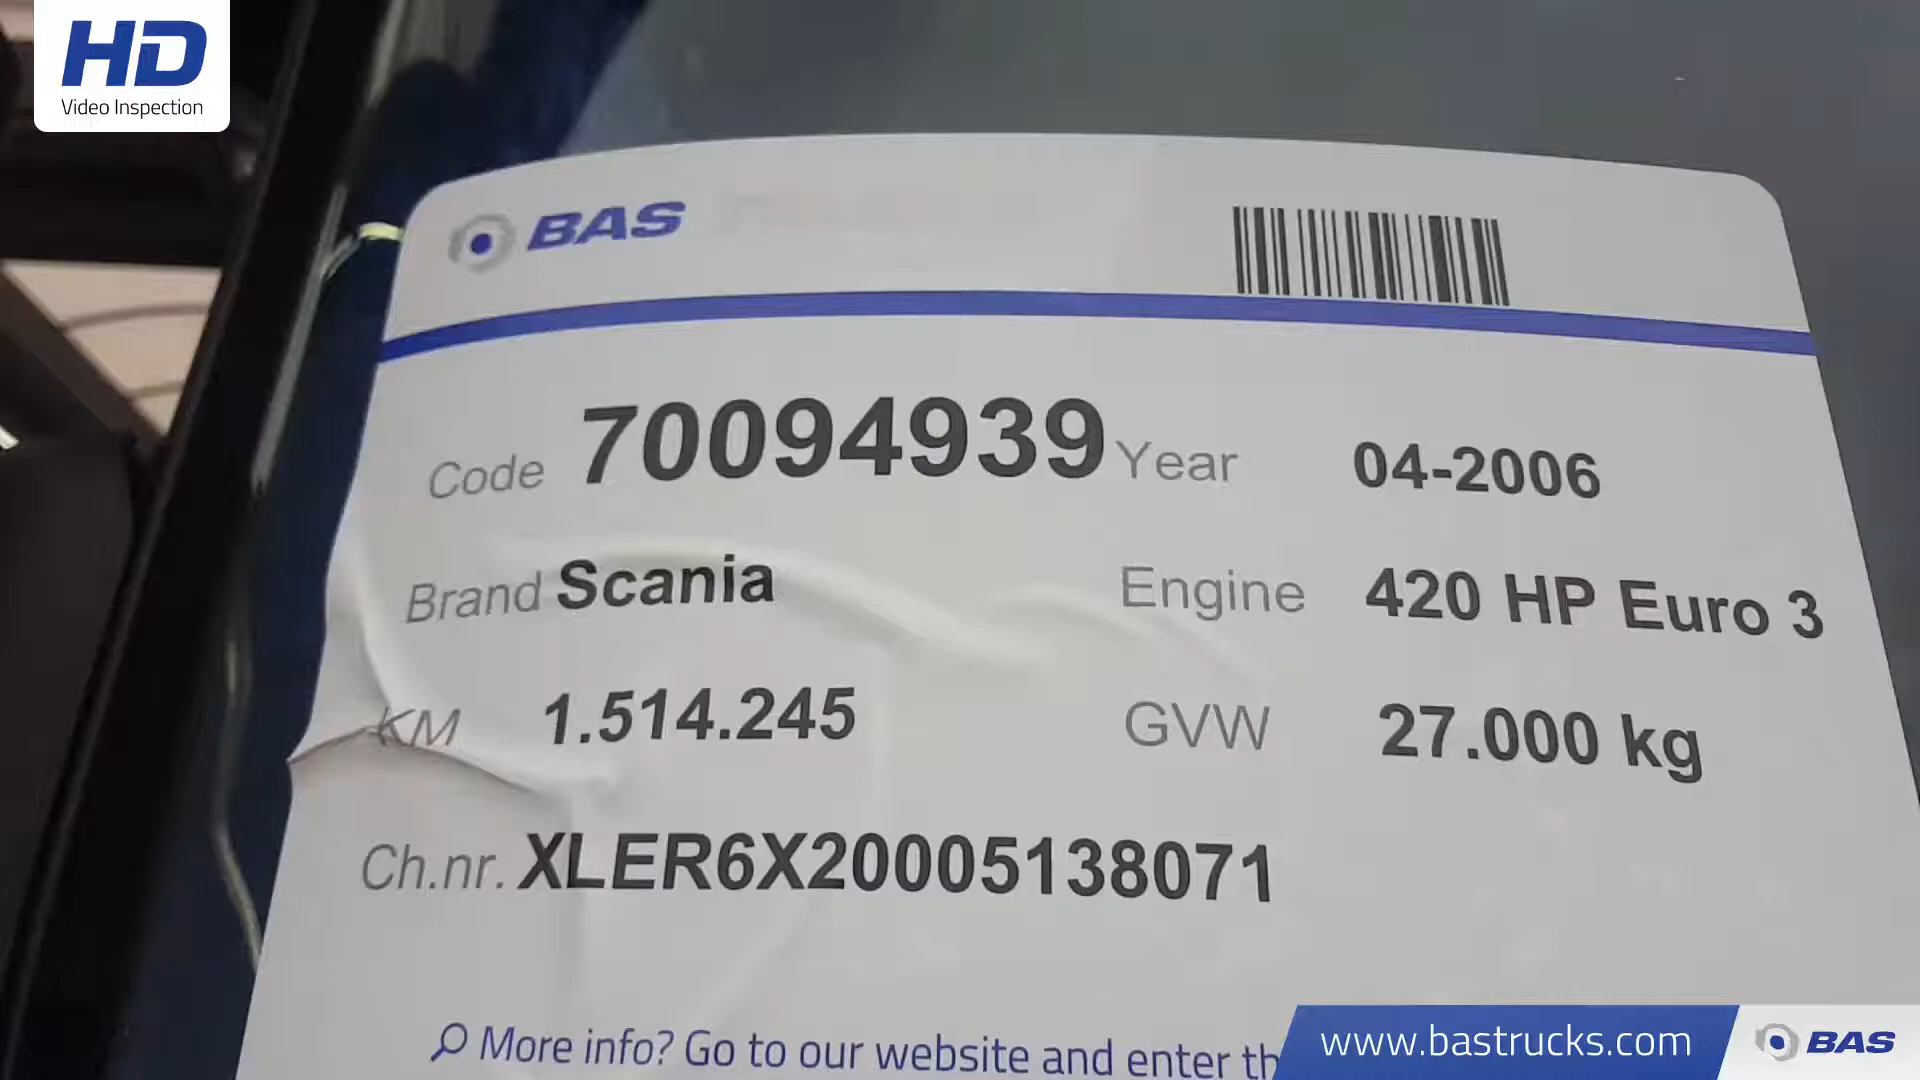 HD
Video Inspection
BAS
Code 70094939 Year 04-2006
Brand Scania Engine 420 HP Euro 3
KM 1.514.245 GVW 27.000 kg
Ch.nr. XLER6X20005138071
More info? Go to our website and enter th
www.bastrucks.com BAS